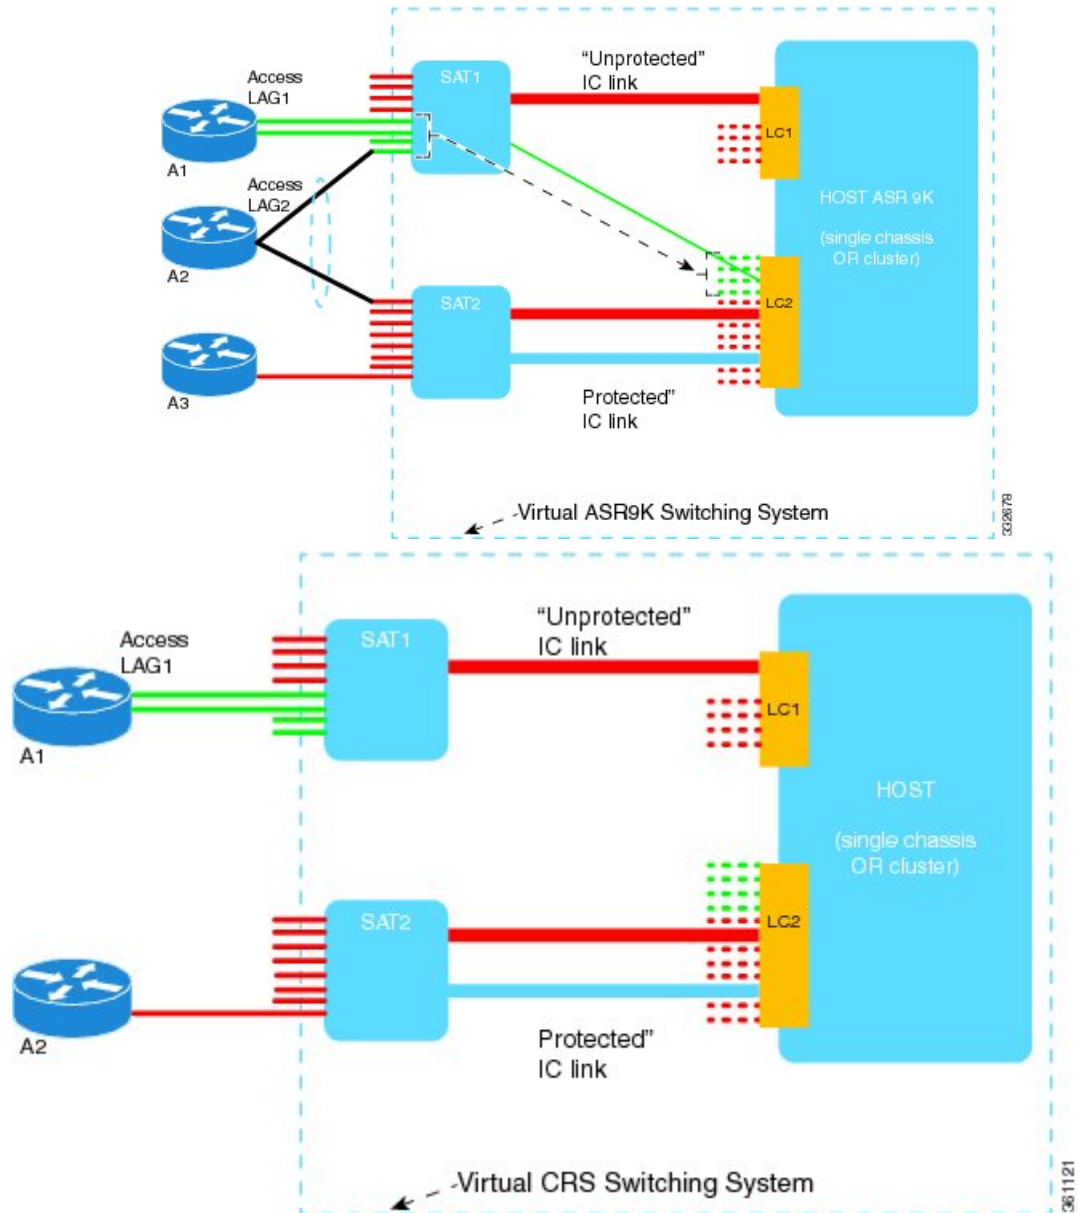 Access
LAG1
A1
Access
LAG2
A2
A3
SAT1
SAT2
“Unprotected”
IC link
LC1
HOST ASR 9K
(single chassis
OR cluster)
LC2
Protected”
IC link
Virtual ASR9K Switching System
332679
Access
LAG1
A1
A2
SAT1
SAT2
“Unprotected”
IC link
LC1
HOST
(single chassis
OR cluster)
LC2
Protected”
IC link
Virtual CRS Switching System
361121